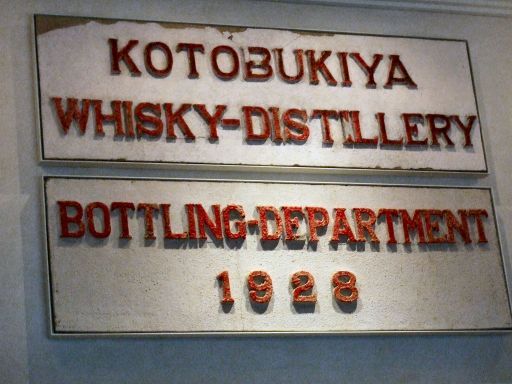 KOTOBUKIYA
WHISKY-DISTILLERY
BOTTLING-DEPARTMENT
1928